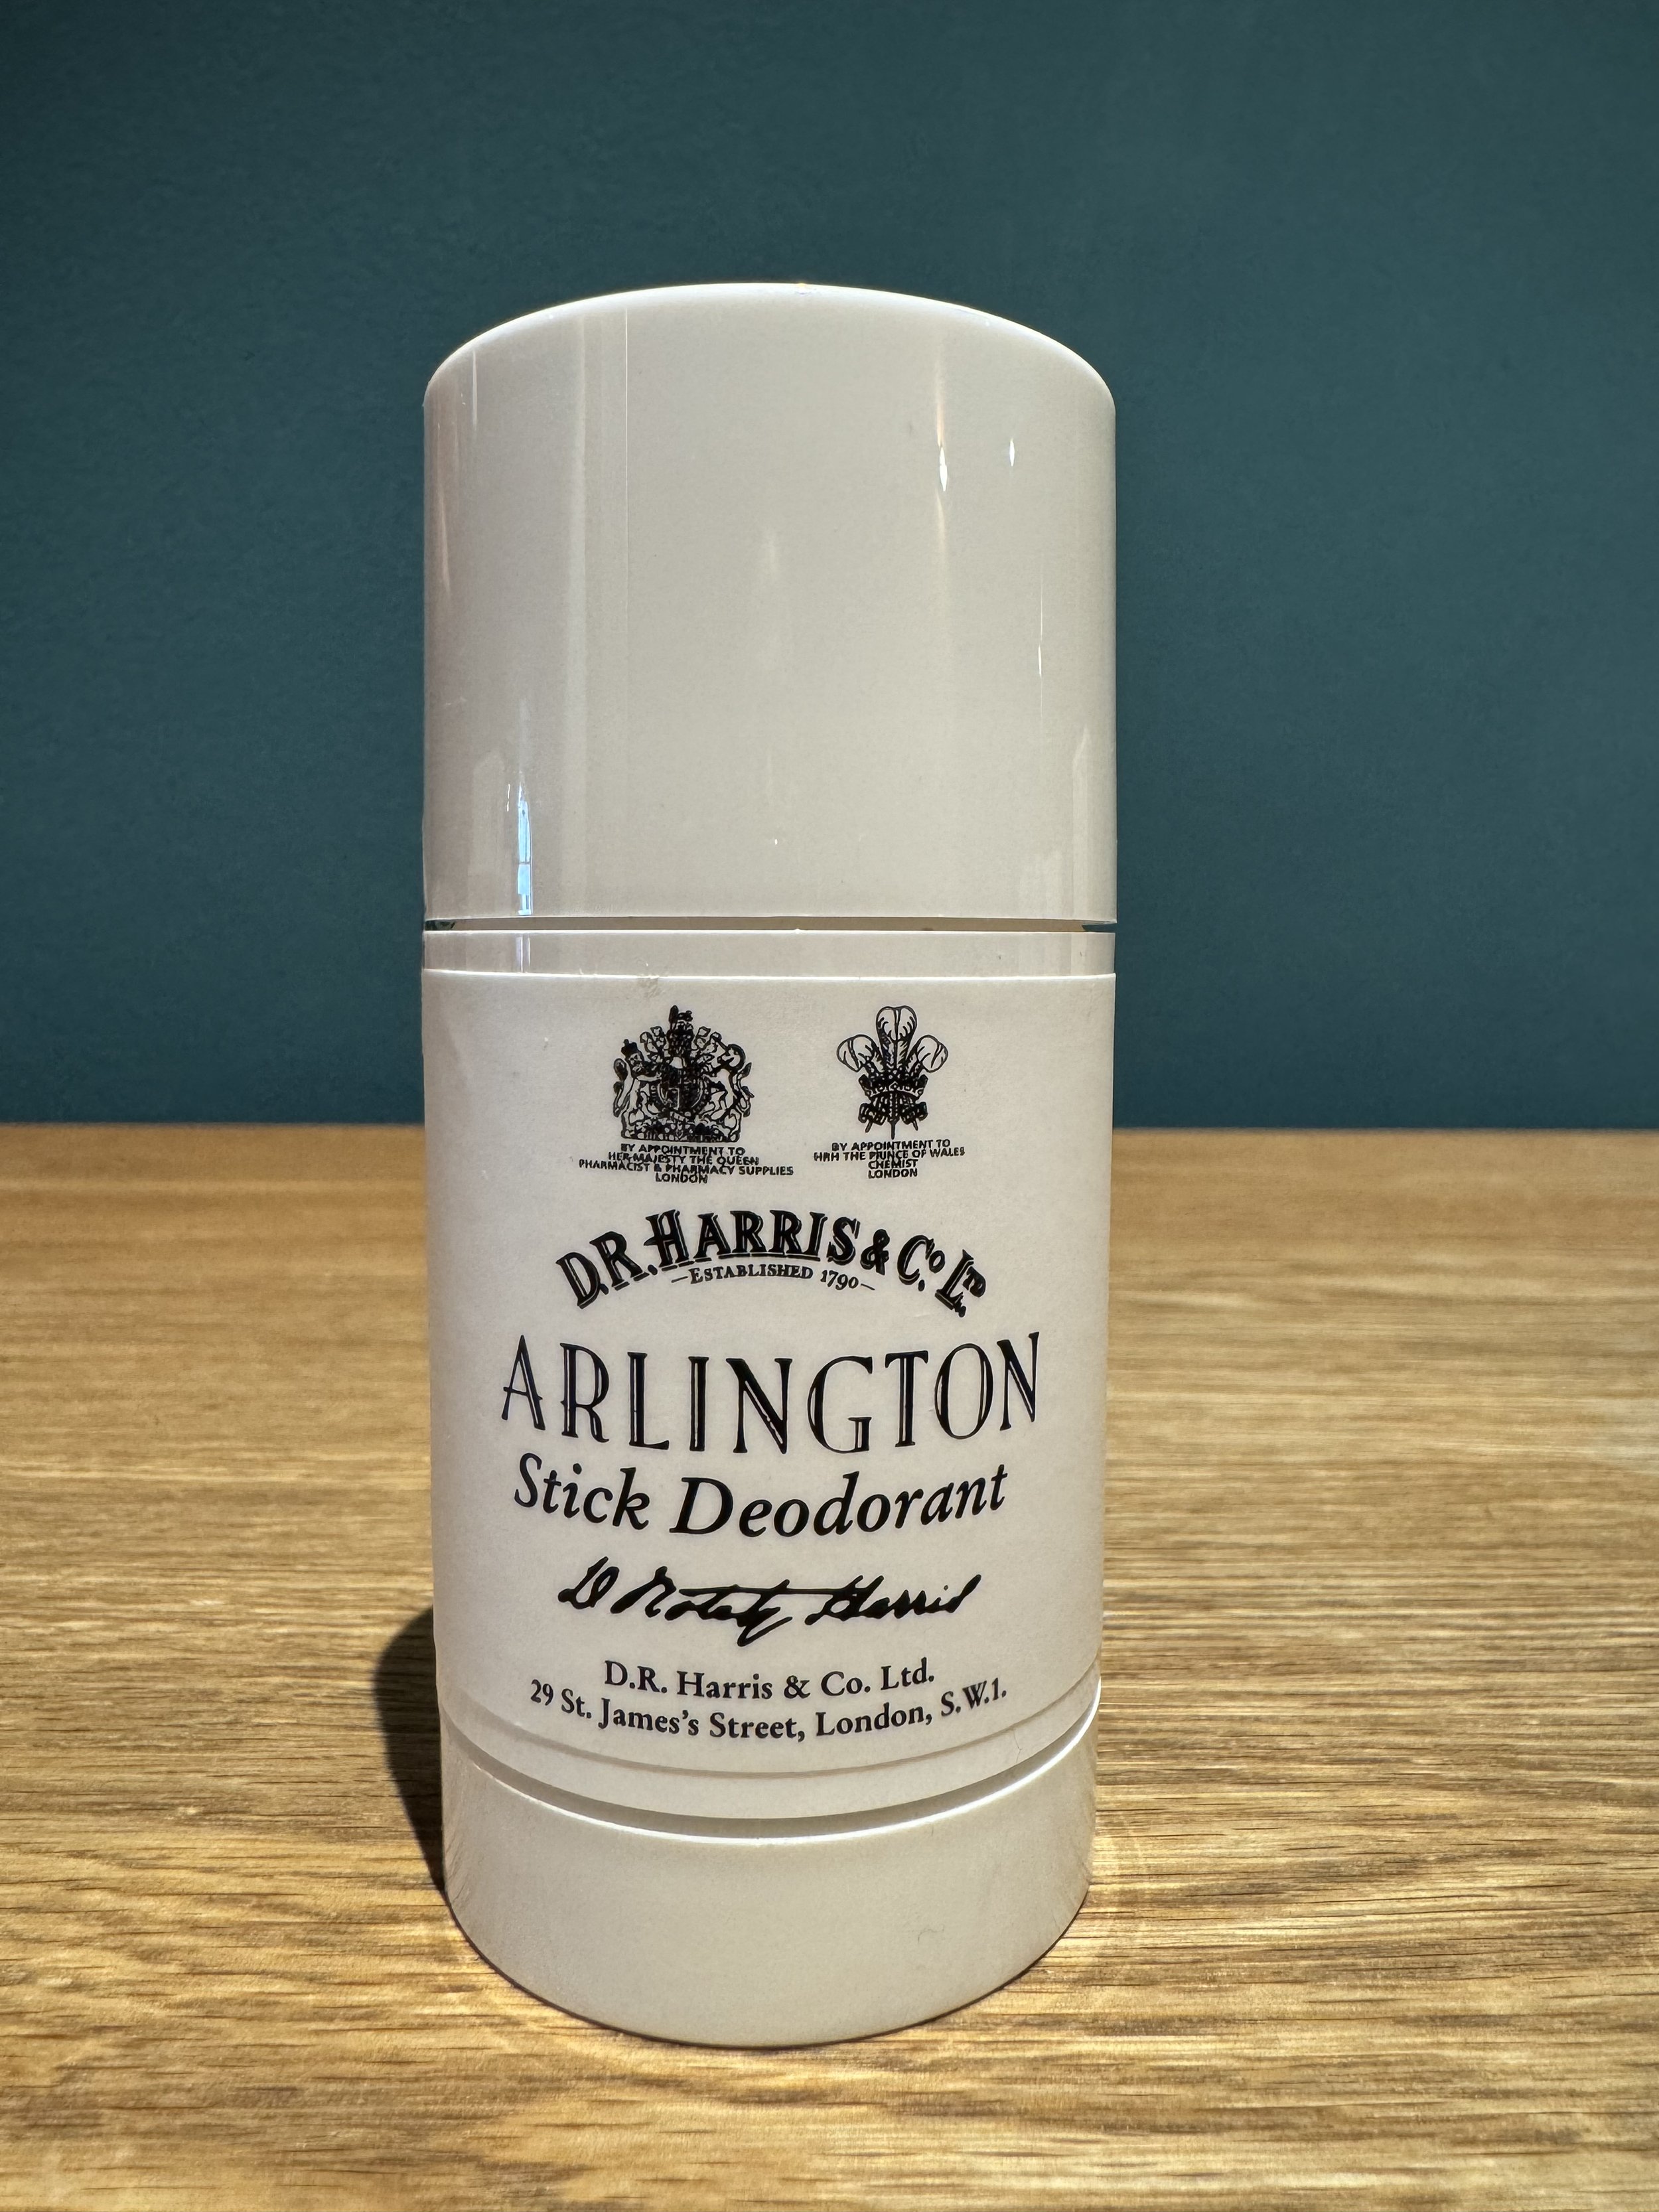 BY APPOINTMENT TO
HER MAJESTY THE QUEEN
PHARMACIST & PHARMACY SUPPLIES
LONDON
BY APPOINTMENT TO
HRH THE PRINCE OF WALES
CHEMIST
LONDON
D.R. HARRIS & Co. LTD.
—ESTABLISHED 1790—
ARLINGTON
Stick Deodorant
Harris
D.R. Harris & Co. Ltd.
29 St. James's Street, London, S.W.1.